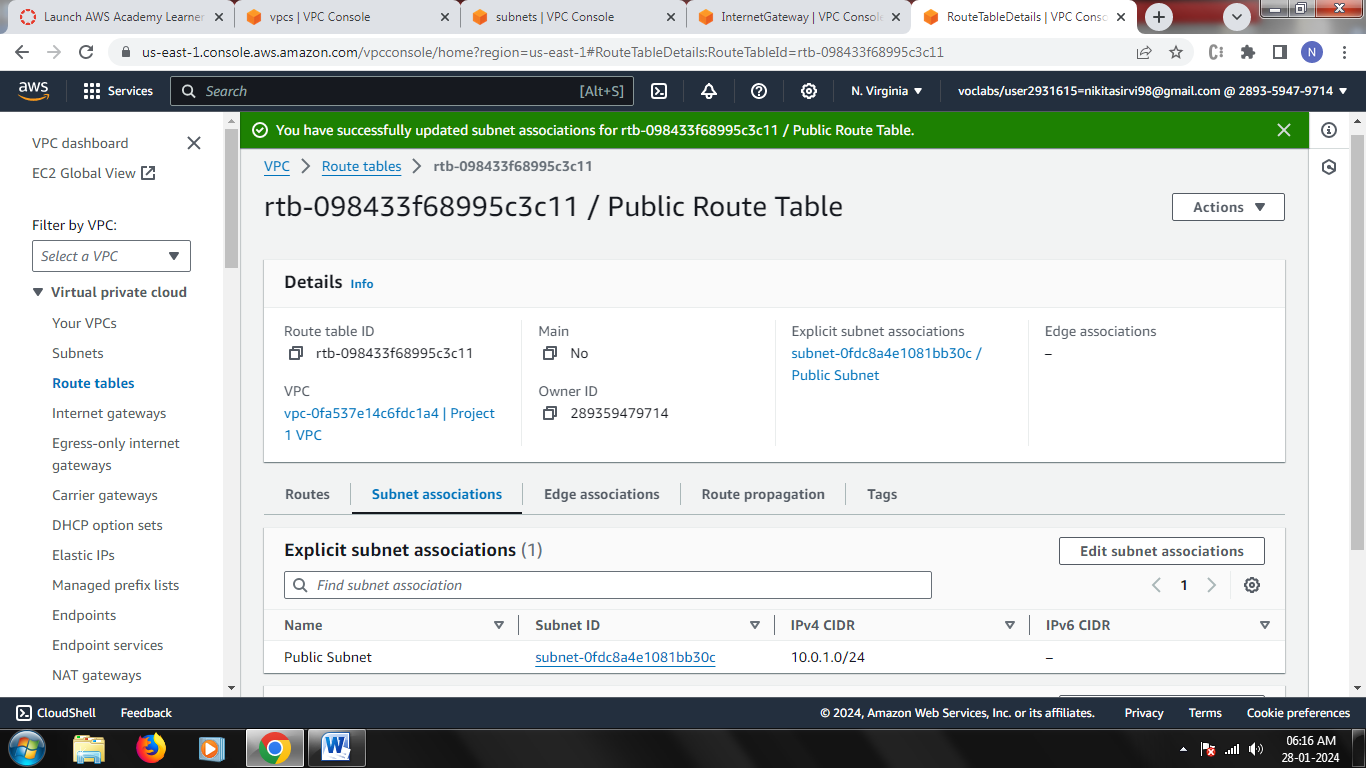 Launch AWS Academy Learner
vpcs | VPC Console
subnets | VPC Console
InternetGateway | VPC Console
RouteTableDetails | VPC Consc
us-east-1.console.aws.amazon.com/vpcconsole/home?region=us-east-1#RouteTableDetails:RouteTableId=rtb-098433f68995c3c11
N
aws
Services
Search
[Alt+S]
N. Virginia
voclabs/user2931615=nikitasirvi98@gmail.com @ 2893-5947-9714
VPC dashboard
EC2 Global View
Filter by VPC:
Select a VPC
Virtual private cloud
Your VPCs
Subnets
Route tables
Internet gateways
Egress-only internet
gateways
Carrier gateways
DHCP option sets
Elastic IPs
Managed prefix lists
Endpoints
Endpoint services
NAT gateways
You have successfully updated subnet associations for rtb-098433f68995c3c11 / Public Route Table.
VPC
Route tables
rtb-098433f68995c3c11
rtb-098433f68995c3c11 / Public Route Table
Actions
Details
Info
Route table ID
rtb-098433f68995c3c11
Main
No
Explicit subnet associations
subnet-0fdc8a4e1081bb30c /
Public Subnet
Edge associations
–
VPC
vpc-0fa537e14c6fdc1a4 | Project
1 VPC
Owner ID
289359479714
Routes
Subnet associations
Edge associations
Route propagation
Tags
Explicit subnet associations (1)
Edit subnet associations
Find subnet association
1
Name
Subnet ID
IPv4 CIDR
IPv6 CIDR
Public Subnet
subnet-0fdc8a4e1081bb30c
10.0.1.0/24
–
CloudShell
Feedback
© 2024, Amazon Web Services, Inc. or its affiliates.
Privacy
Terms
Cookie preferences
06:16 AM
28-01-2024